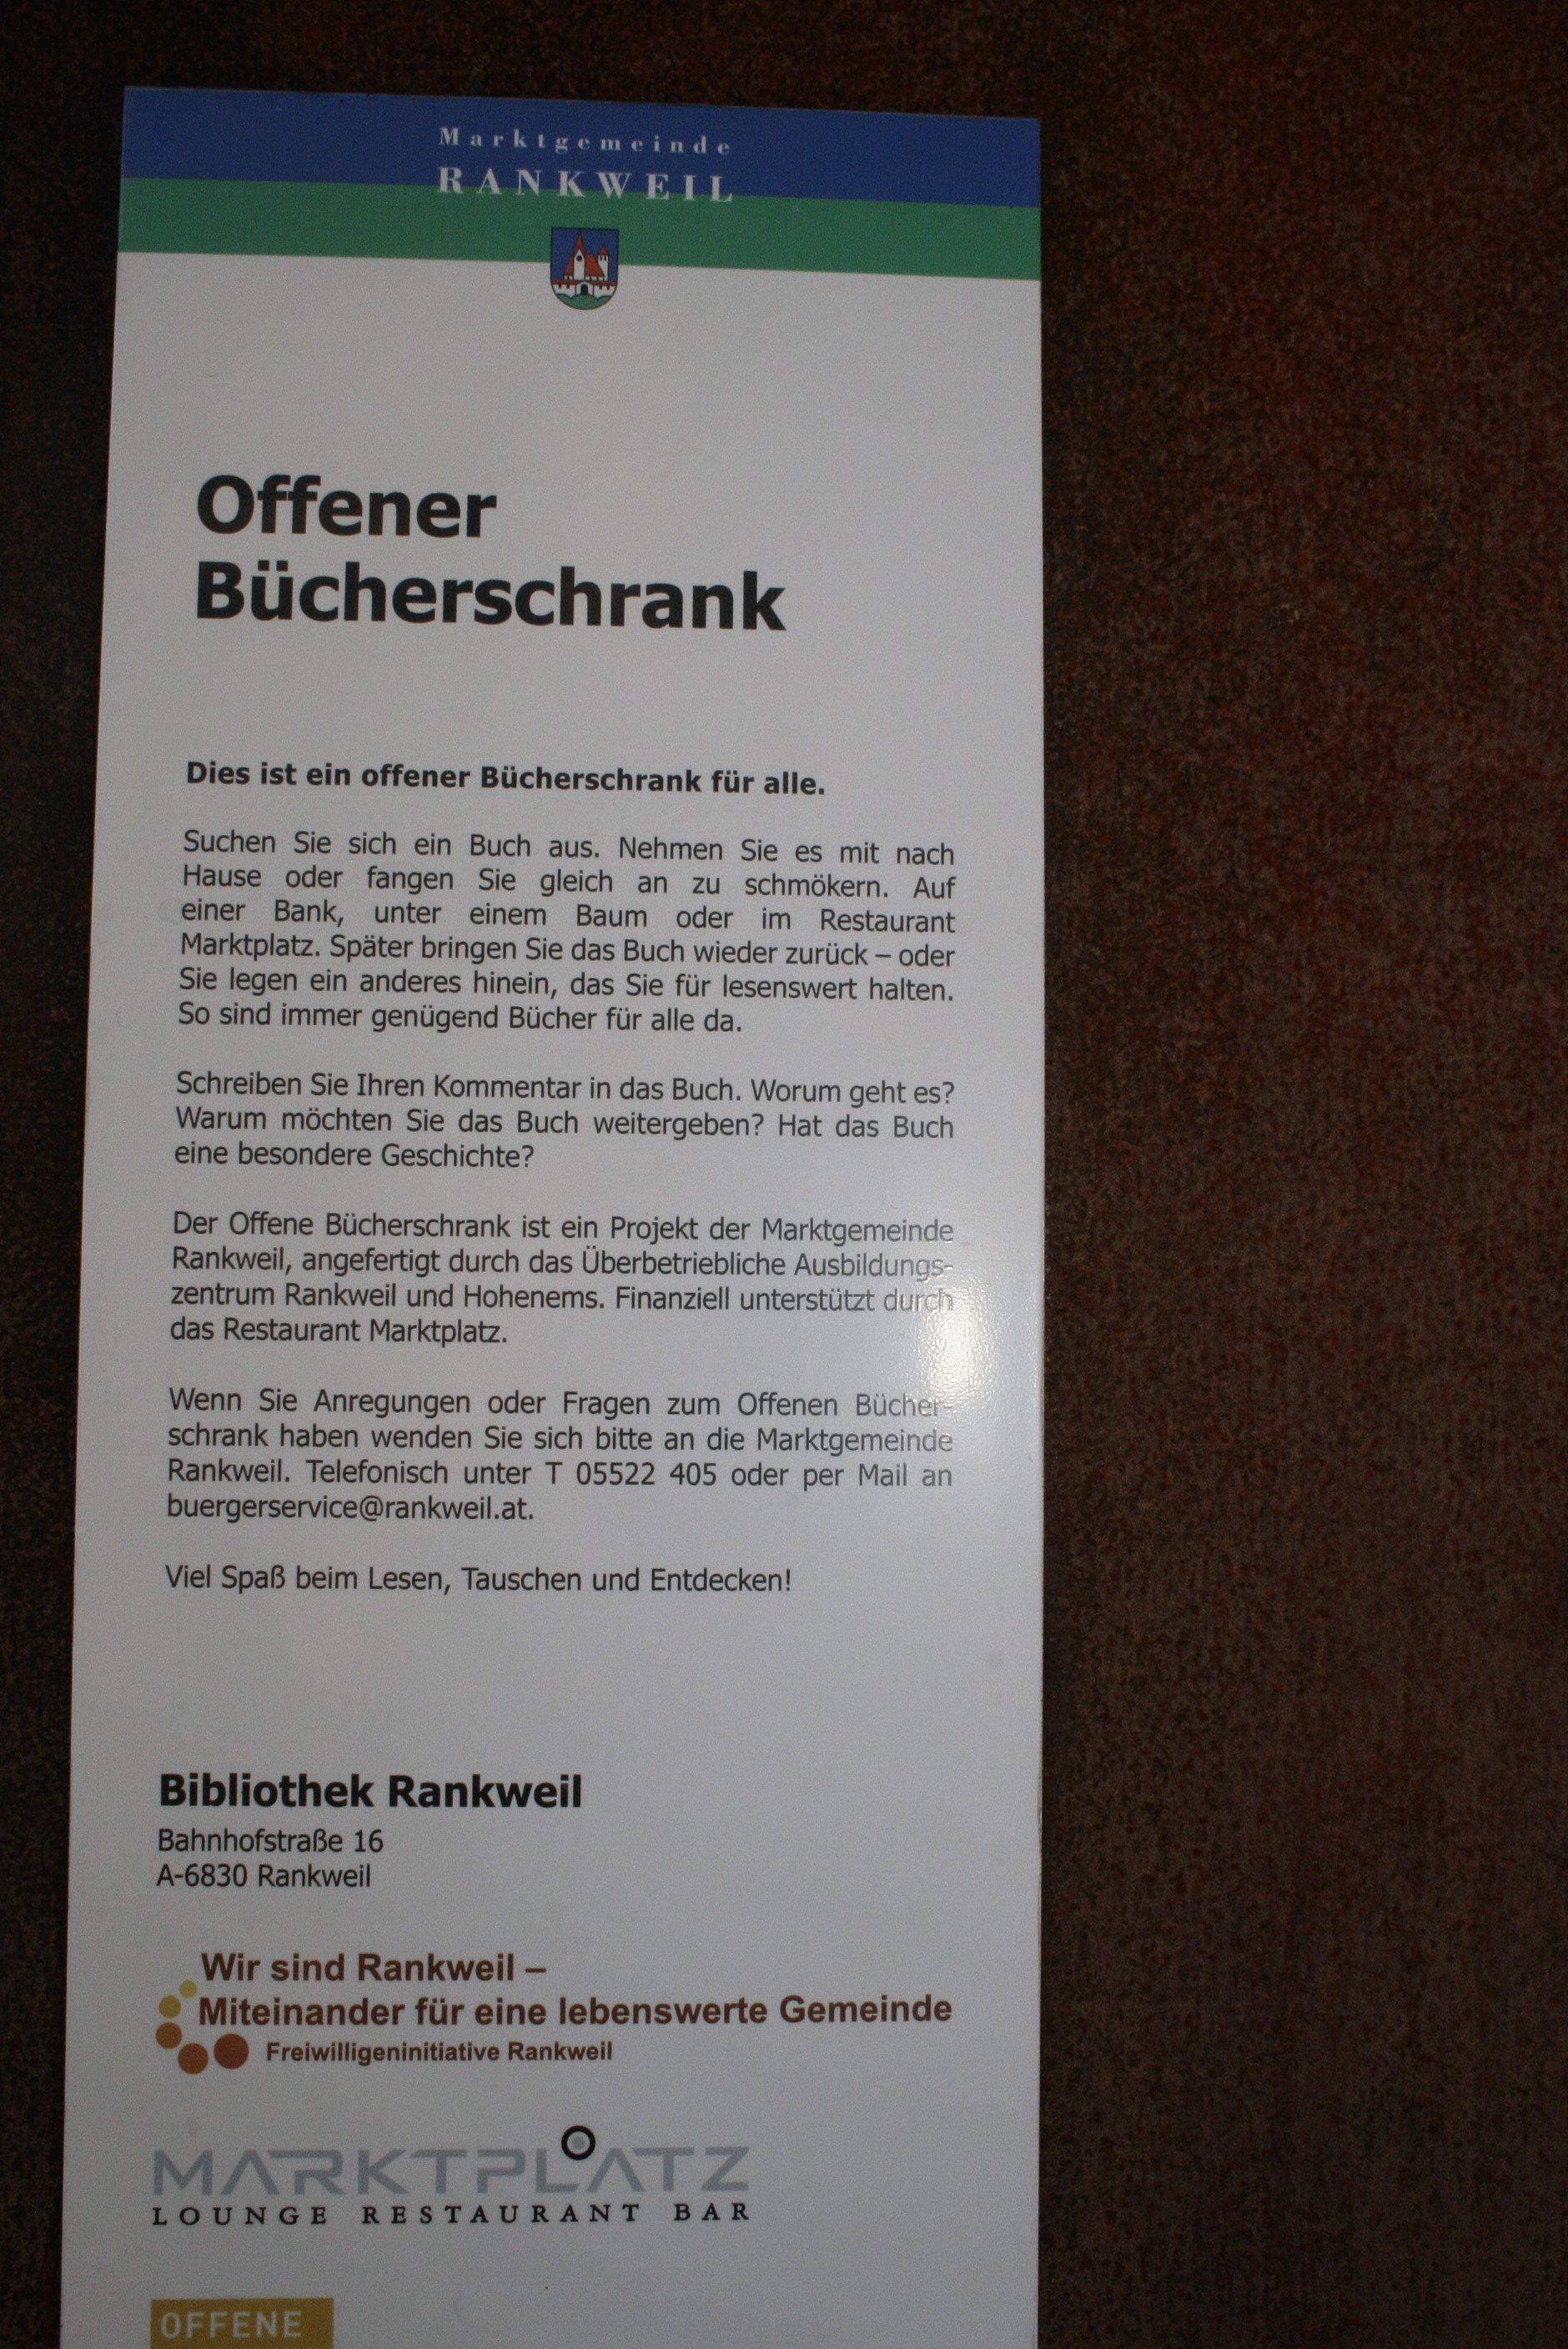 Marktgemeinde
RANKWEIL
Offener
Bücherschrank
Dies ist ein offener Bücherschrank für alle.
Suchen Sie sich ein Buch aus. Nehmen Sie es mit nach
Hause oder fangen Sie gleich an zu schmökern. Auf
einer Bank, unter einem Baum oder im Restaurant
Marktplatz. Später bringen Sie das Buch wieder zurück – oder
Sie legen ein anderes hinein, das Sie für lesenswert halten.
So sind immer genügend Bücher für alle da.
Schreiben Sie Ihren Kommentar in das Buch. Worum geht es?
Warum möchten Sie das Buch weitergeben? Hat das Buch
eine besondere Geschichte?
Der Offene Bücherschrank ist ein Projekt der Marktgemeinde
Rankweil, angefertigt durch das Überbetriebliche Ausbildungs-
zentrum Rankweil und Hohenems. Finanziell unterstützt durch
das Restaurant Marktplatz.
Wenn Sie Anregungen oder Fragen zum Offenen Bücher-
schrank haben wenden Sie sich bitte an die Marktgemeinde
Rankweil. Telefonisch unter T 05522 405 oder per Mail an
buergerservice@rankweil.at.
Viel Spaß beim Lesen, Tauschen und Entdecken!
Bibliothek Rankweil
Bahnhofstraße 16
A-6830 Rankweil
Wir sind Rankweil –
Miteinander für eine lebenswerte Gemeinde
Freiwilligeninitiative Rankweil
MARKTPLATZ
LOUNGE RESTAURANT BAR
OFFENE